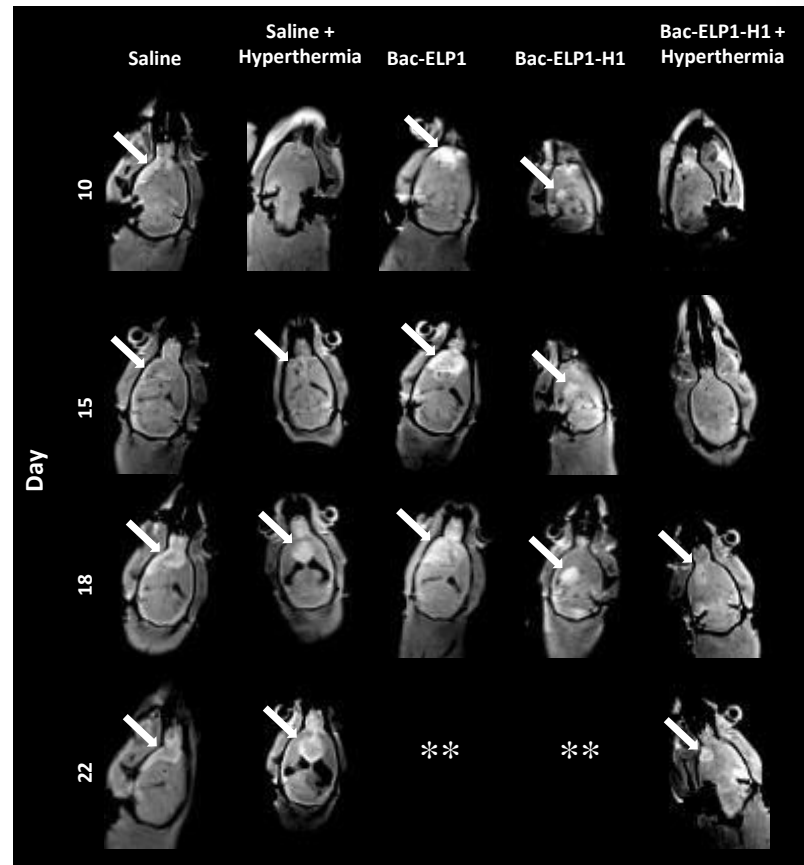 Saline
Saline +
Hyperthermia
Bac-ELP1
Bac-ELP1-H1
Bac-ELP1-H1 +
Hyperthermia
Day
10
15
18
22
**
**